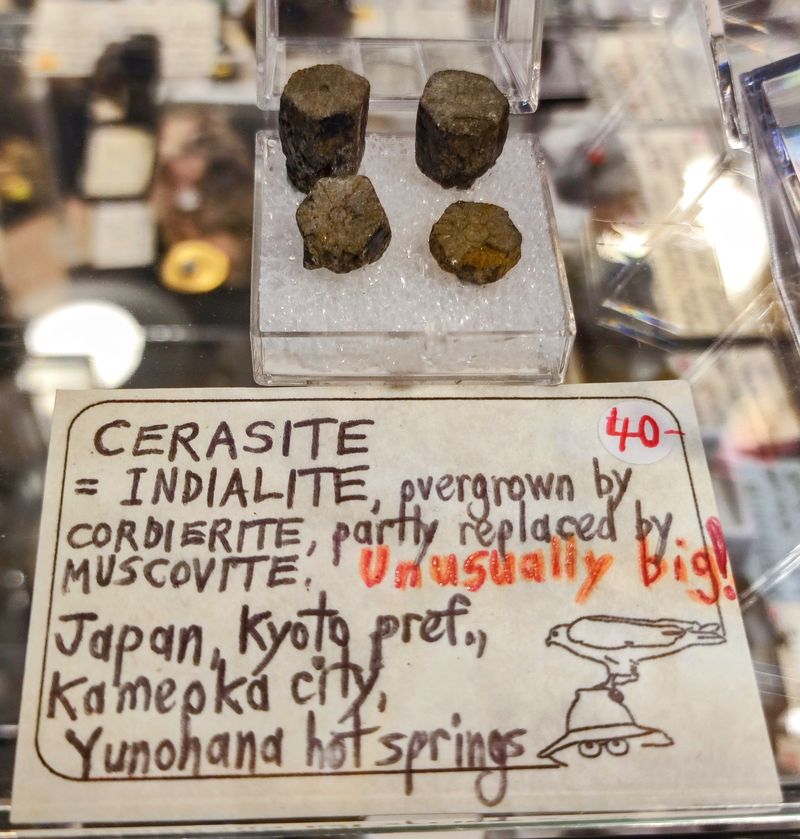 CERASITE
40-
= INDIALITE, overgrown by
CORDIERITE, partly replaced by
MUSCOVITE. Unusually big!
Japan, Kyoto pref.,
Kameoka city,
Yunohana hot springs